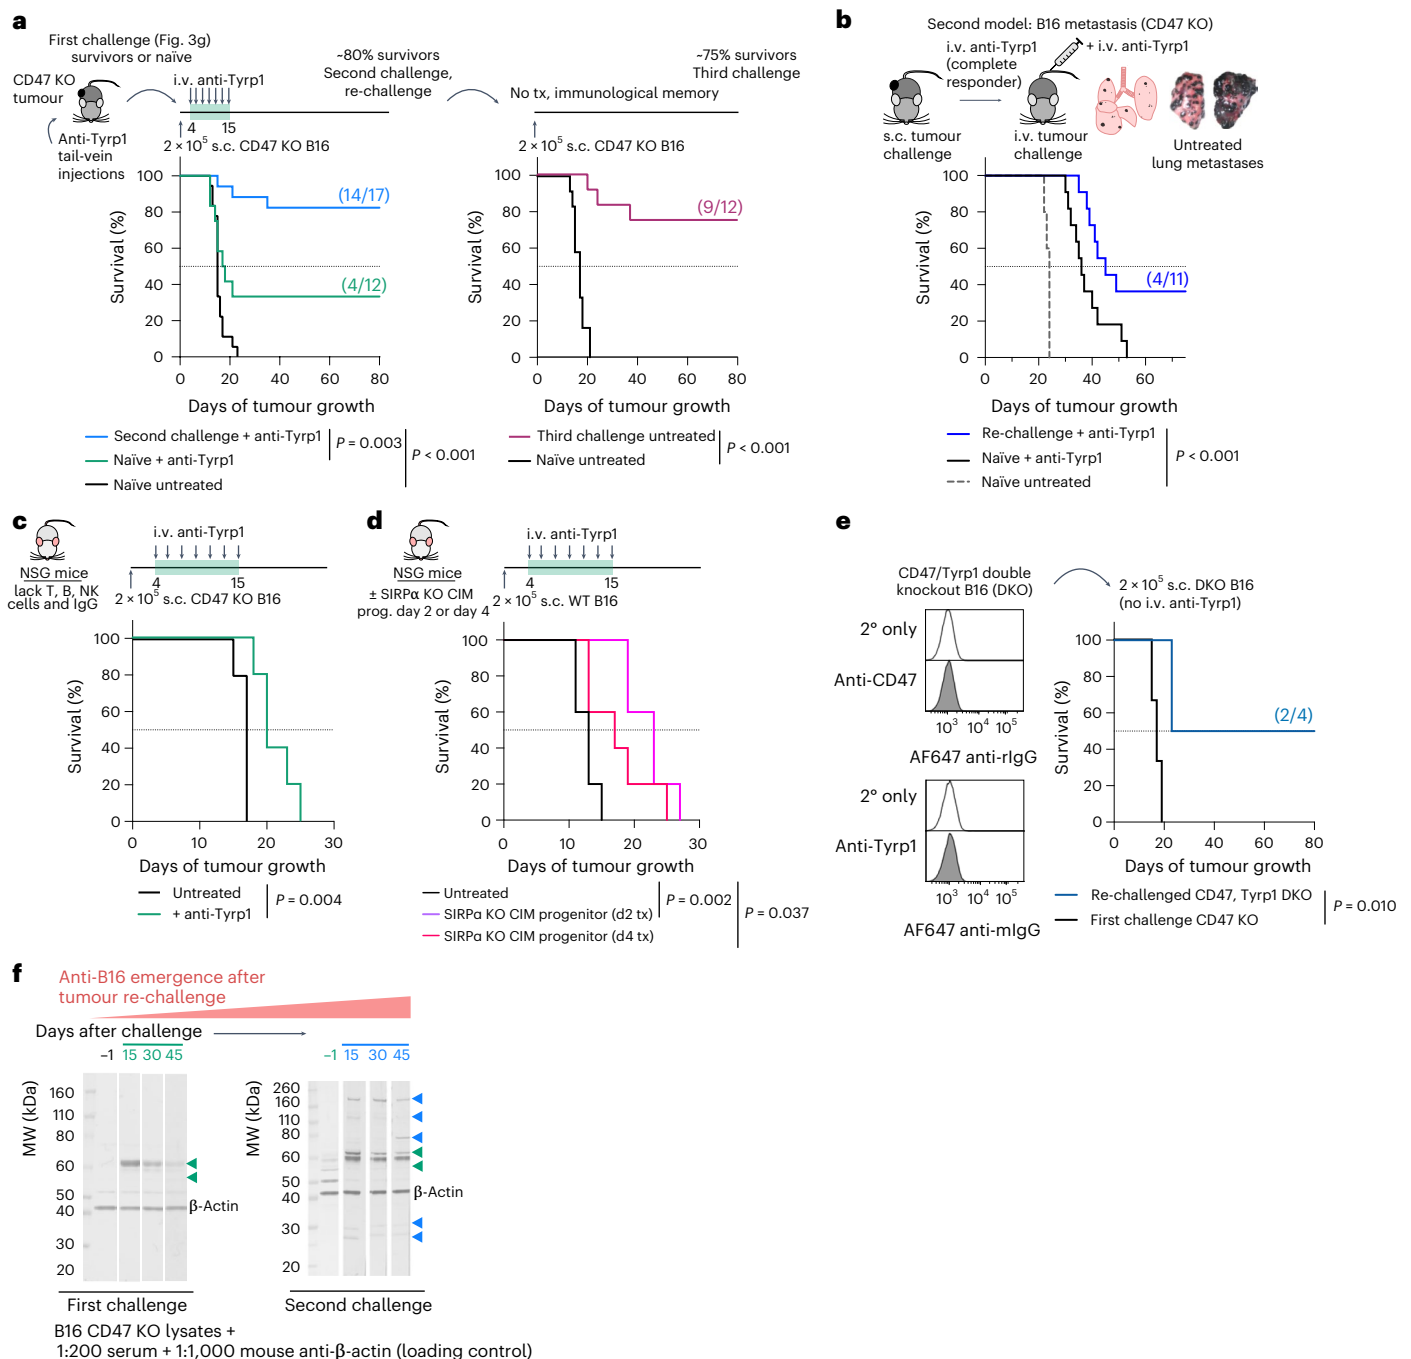 a
First challenge (Fig. 3g)
survivors or naïve
CD47 KO
tumour
Anti-Tyrp1
tail-vein
injections
i.v. anti-Tyrp1
4 15
2 × 10⁵ s.c. CD47 KO B16
~80% survivors
Second challenge,
re-challenge
No tx, immunological memory
~75% survivors
Third challenge
2 × 10⁵ s.c. CD47 KO B16
Survival (%)
100
80
60
40
20
0
(14/17)
(4/12)
0 20 40 60 80
Days of tumour growth
Second challenge + anti-Tyrp1
Naïve + anti-Tyrp1
Naïve untreated
P = 0.003
P < 0.001
Survival (%)
100
80
60
40
20
0
(9/12)
0 20 40 60 80
Days of tumour growth
Third challenge untreated
Naïve untreated
P < 0.001
b
Second model: B16 metastasis (CD47 KO)
i.v. anti-Tyrp1
(complete
responder)
+ i.v. anti-Tyrp1
s.c. tumour
challenge
i.v. tumour
challenge
Untreated
lung metastases
Survival (%)
100
80
60
40
20
0
(4/11)
0 20 40 60
Days of tumour growth
Re-challenge + anti-Tyrp1
Naïve + anti-Tyrp1
Naïve untreated
P < 0.001
c
NSG mice
lack T, B, NK
cells and IgG
i.v. anti-Tyrp1
4 15
2 × 10⁵ s.c. CD47 KO B16
Survival (%)
100
80
60
40
20
0
0 10 20 30
Days of tumour growth
Untreated
+ anti-Tyrp1
P = 0.004
d
NSG mice
± SIRPα KO CIM
prog. day 2 or day 4
i.v. anti-Tyrp1
4 15
2 × 10⁵ s.c. WT B16
Survival (%)
100
80
60
40
20
0
0 10 20 30
Days of tumour growth
Untreated
SIRPα KO CIM progenitor (d2 tx)
SIRPα KO CIM progenitor (d4 tx)
P = 0.002
P = 0.037
e
CD47/Tyrp1 double
knockout B16 (DKO)
2° only
Anti-CD47
10³ 10⁴ 10⁵
AF647 anti-rIgG
2° only
Anti-Tyrp1
10³ 10⁴ 10⁵
AF647 anti-mIgG
2 × 10⁵ s.c. DKO B16
(no i.v. anti-Tyrp1)
Survival (%)
100
80
60
40
20
0
(2/4)
0 20 40 60 80
Days of tumour growth
Re-challenged CD47, Tyrp1 DKO
First challenge CD47 KO
P = 0.010
f
Anti-B16 emergence after
tumour re-challenge
Days after challenge
–1 15 30 45
MW (kDa)
160
110
80
60
50
40
30
20
β-Actin
First challenge
–1 15 30 45
MW (kDa)
260
160
110
80
60
50
40
30
20
β-Actin
Second challenge
B16 CD47 KO lysates +
1:200 serum + 1:1,000 mouse anti-β-actin (loading control)